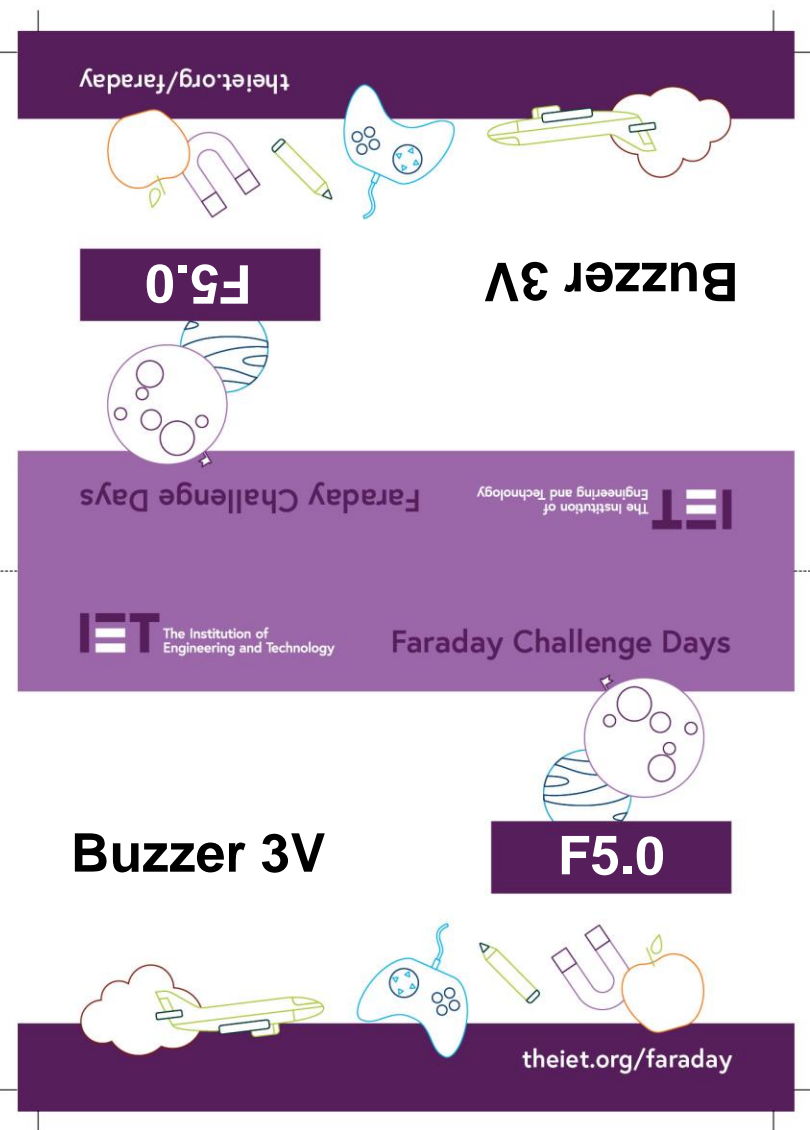 theiet.org/faraday
F5.0
Buzzer 3V
Faraday Challenge Days
IET
The Institution of
Engineering and Technology
IET
The Institution of
Engineering and Technology
Faraday Challenge Days
Buzzer 3V
F5.0
theiet.org/faraday